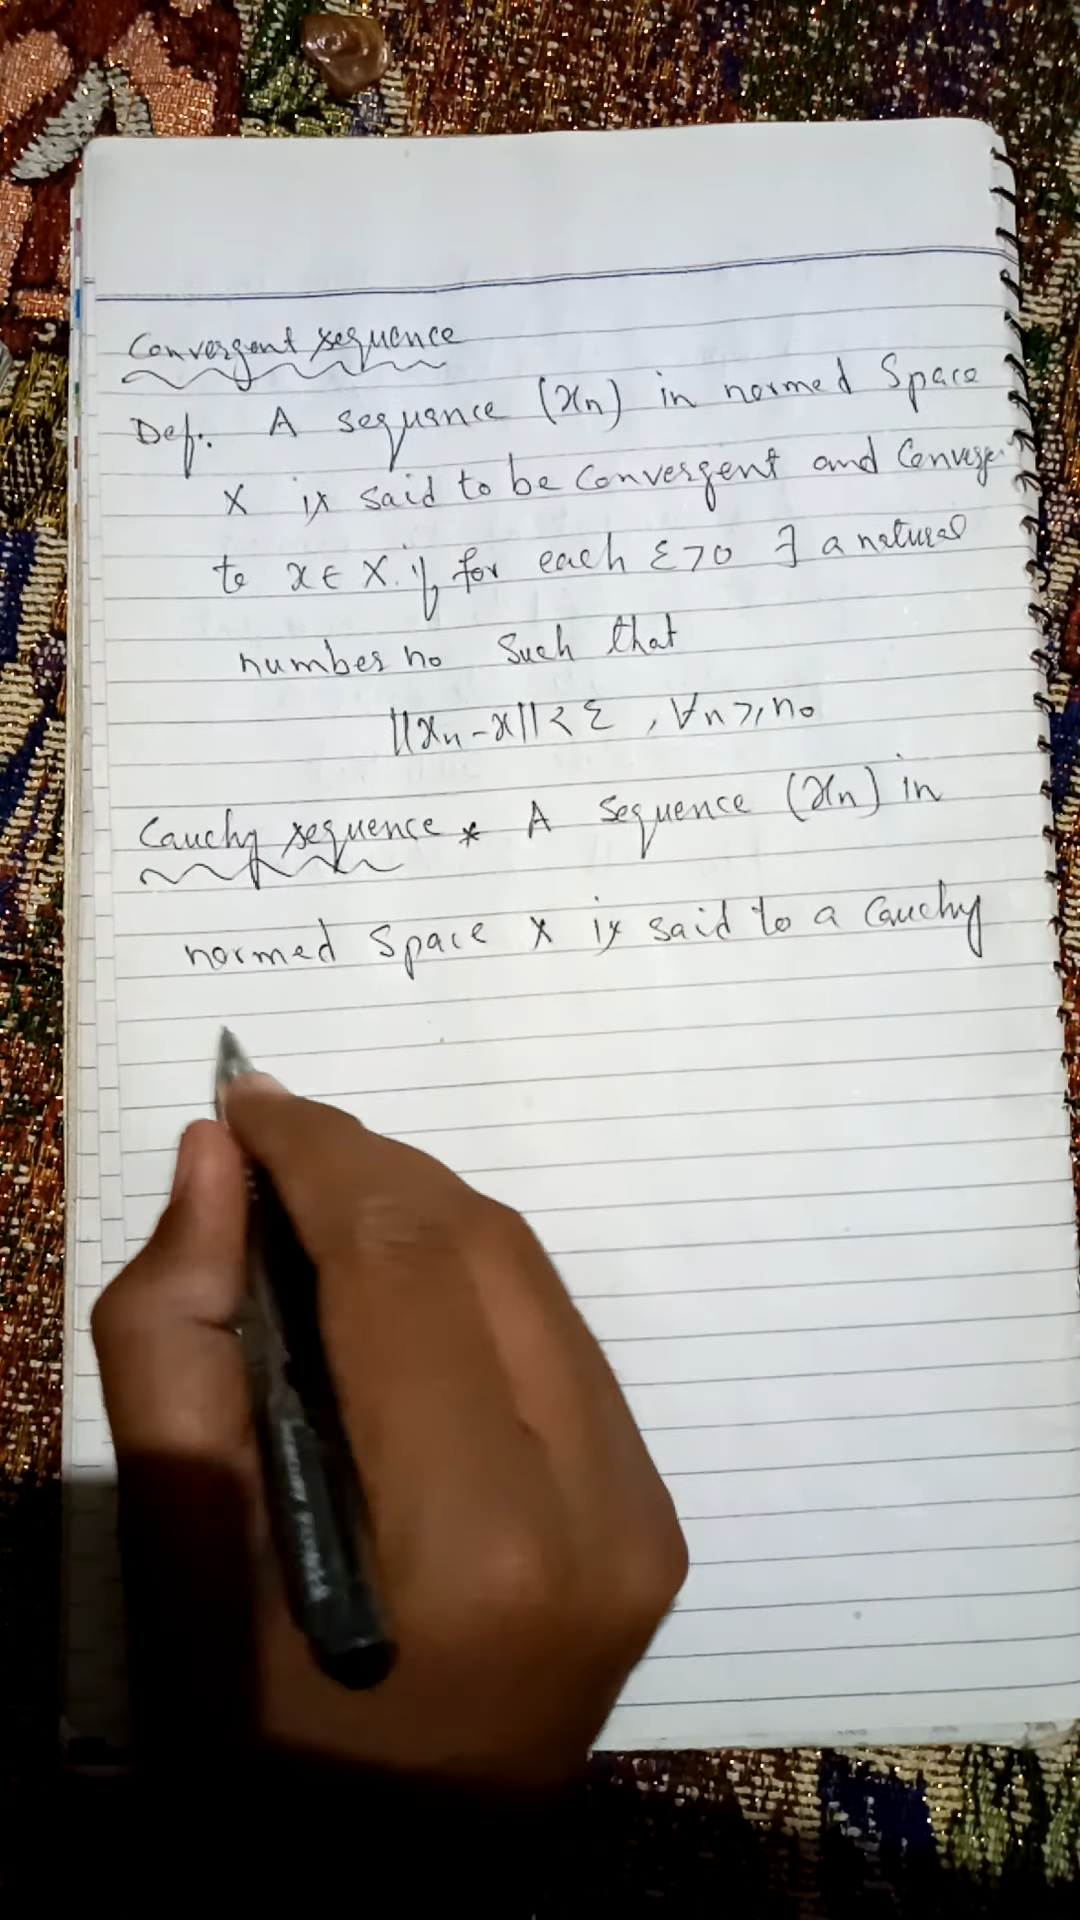 Convergent sequence
Def:. A sequence (xn) in normed Space
X is said to be Convergent and Converge
to x ∈ X. if for each ε>0 ∃ a natural
number n₀ Such that
||xn - x|| < ε , ∀n ≥ n₀
Cauchy sequence * A Sequence (xn) in
normed Space X is said to a Cauchy